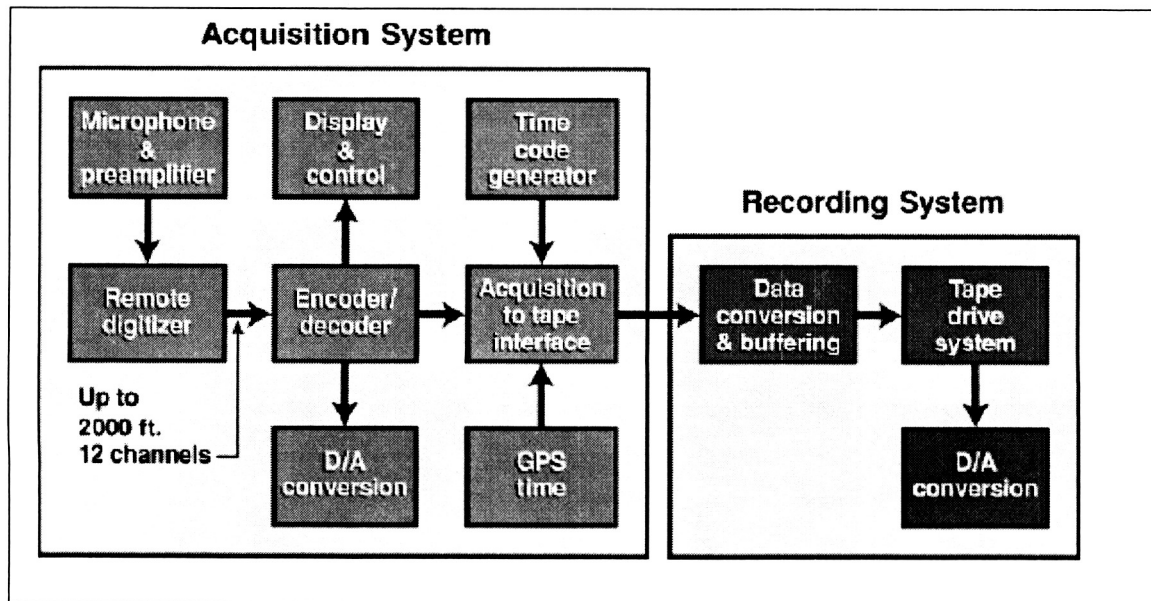 Acquisition System
Microphone
&
preamplifier
Display
&
control
Time
code
generator
Remote
digitizer
Encoder/
decoder
Acquisition
to tape
interface
Up to
2000 ft.
12 channels
D/A
conversion
GPS
time
Recording System
Data
conversion
& buffering
Tape
drive
system
D/A
conversion